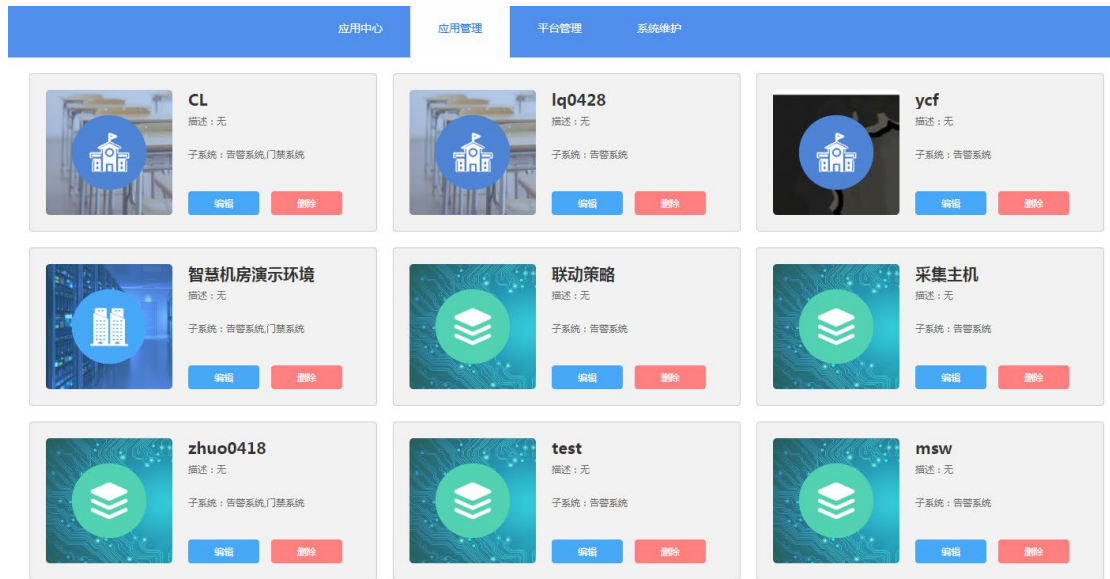 应用中心 应用管理 平台管理 系统维护
CL
描述：无
子系统：告警系统,门禁系统
编辑 删除
lq0428
描述：无
子系统：告警系统
编辑 删除
ycf
描述：无
子系统：告警系统
编辑 删除
智慧机房演示环境
描述：无
子系统：告警系统,门禁系统
编辑 删除
联动策略
描述：无
子系统：告警系统
编辑 删除
采集主机
描述：无
子系统：告警系统
编辑 删除
zhuo0418
描述：无
子系统：告警系统,门禁系统
编辑 删除
test
描述：无
子系统：告警系统
编辑 删除
msw
描述：无
子系统：告警系统
编辑 删除